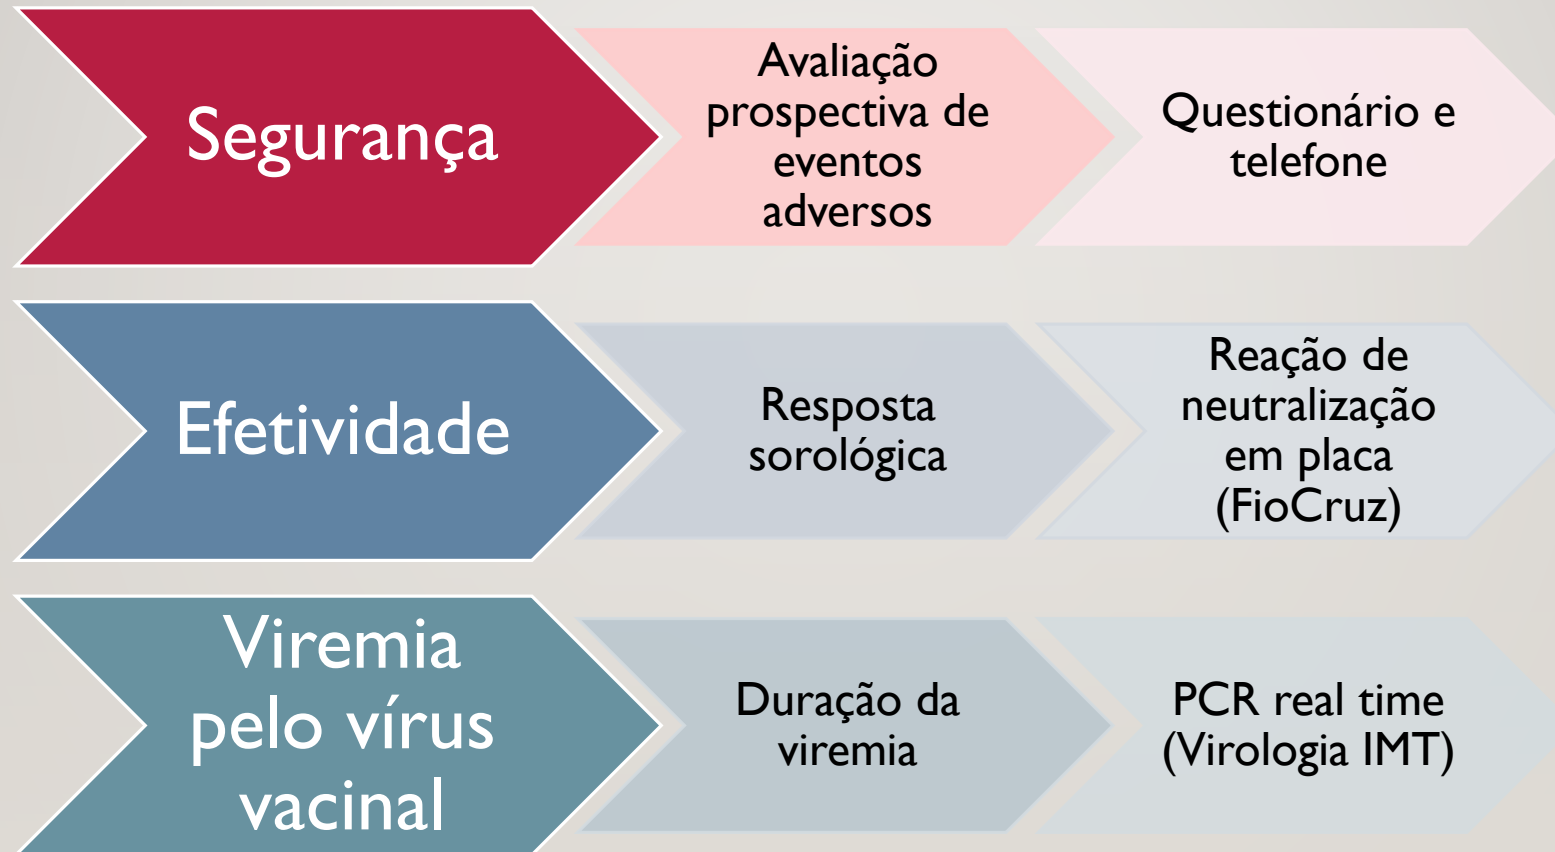 Segurança
Avaliação
prospectiva de
eventos
adversos
Questionário e
telefone
Efetividade
Resposta
sorológica
Reação de
neutralização
em placa
(FioCruz)
Viremia
pelo vírus
vacinal
Duração da
viremia
PCR real time
(Virologia IMT)